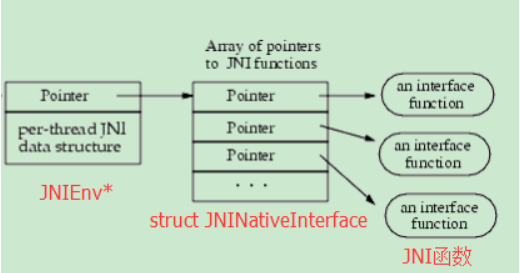 Array of pointers
to JNI functions
Pointer
per-thread JNI
data structure
JNIEnv*
Pointer
Pointer
Pointer
. . .
struct JNINativeInterface
an interface
function
an interface
function
an interface
function
JNI函数